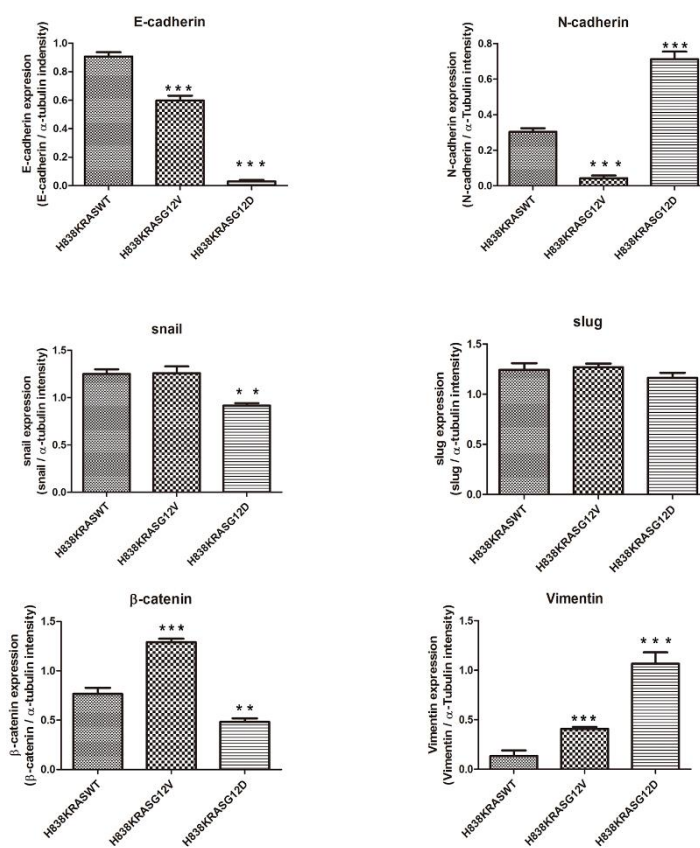 E-cadherin
E-cadherin expression
(E-cadherin / α-tubulin indensity)
1.0
0.8
0.6
0.4
0.2
0.0
***
***
H838KRASWT
H838KRASG12V
H838KRASG12D
N-cadherin
N-cadherin expression
(N-cadherin / α-Tubulin intensity)
0.8
0.6
0.4
0.2
0.0
***
***
H838KRASWT
H838KRASG12V
H838KRASG12D
snail
snail expression
(snail / α-tubulin intensity)
1.5
1.0
0.5
0.0
**
H838KRASWT
H838KRASG12V
H838KRASG12D
slug
slug expression
(slug / α-tubulin intensity)
1.5
1.0
0.5
0.0
H838KRASWT
H838KRASG12V
H838KRASG12D
β-catenin
β-catenin expression
(β-catenin / α-tubulin intensity)
1.5
1.0
0.5
0.0
***
**
H838KRASWT
H838KRASG12V
H838KRASG12D
Vimentin
Vimentin expression
(Vimentin / α-Tubulin intensity)
1.5
1.0
0.5
0.0
***
***
H838KRASWT
H838KRASG12V
H838KRASG12D